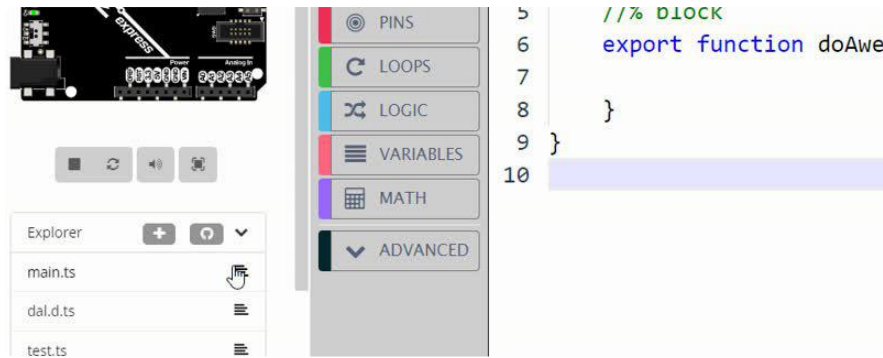 express
Power
Analog In
Explorer
main.ts
dal.d.ts
test.ts
PINS
LOOPS
LOGIC
VARIABLES
MATH
ADVANCED
5 //% block
6 export function doAwe
7
8 }
9 }
10